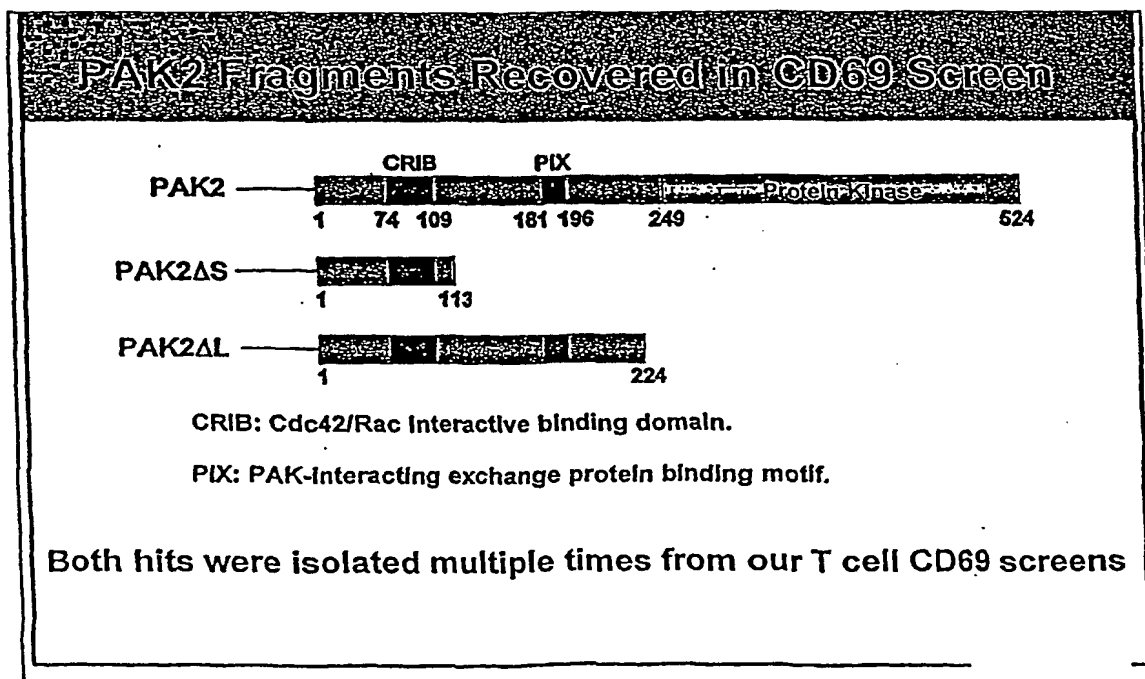 PAK2 Fragments Recovered in CD69 Screen
CRIB PIX
PAK2 Protein Kinase
1 74 109 181 196 249 524
PAK2ΔS
1 113
PAK2ΔL
1 224
CRIB: Cdc42/Rac interactive binding domain.
PIX: PAK-interacting exchange protein binding motif.
Both hits were isolated multiple times from our T cell CD69 screens